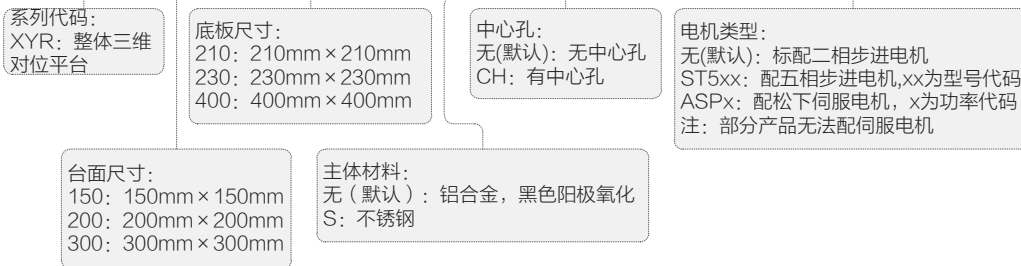 系列代码：
XYR：整体三维
对位平台
底板尺寸：
210：210mm×210mm
230：230mm×230mm
400：400mm×400mm
中心孔：
无(默认)：无中心孔
CH：有中心孔
电机类型：
无(默认)：标配二相步进电机
ST5xx：配五相步进电机,xx为型号代码
ASPx：配松下伺服电机，x为功率代码
注：部分产品无法配伺服电机
台面尺寸：
150：150mm×150mm
200：200mm×200mm
300：300mm×300mm
主体材料：
无（默认）：铝合金，黑色阳极氧化
S：不锈钢